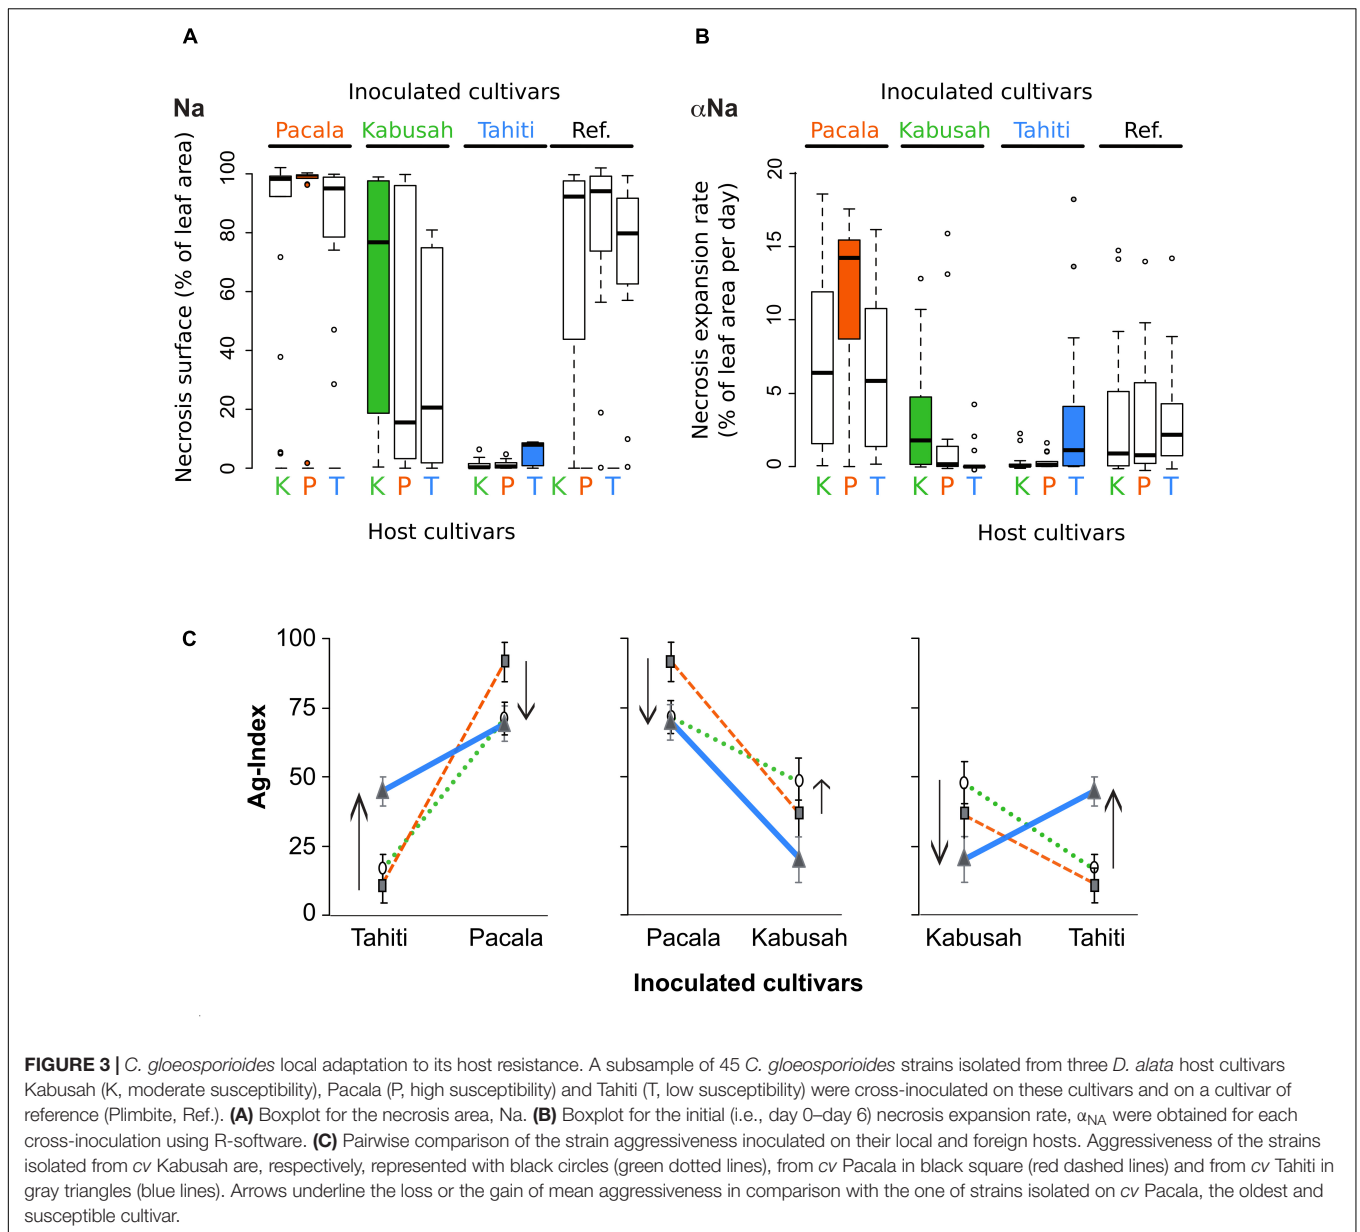 A
B
Inoculated cultivars
Inoculated cultivars
Na
αNa
Pacala Kabusah Tahiti Ref.
Pacala Kabusah Tahiti Ref.
Necrosis surface (% of leaf area)
0 20 40 60 80 100
Necrosis expansion rate
(% of leaf area per day)
0 5 10 15 20
K P T K P T K P T K P T
K P T K P T K P T K P T
Host cultivars
Host cultivars
C
Ag-Index
100
75
50
25
0
Tahiti Pacala
Pacala Kabusah
Kabusah Tahiti
Inoculated cultivars
FIGURE 3 | C. gloeosporioides local adaptation to its host resistance. A subsample of 45 C. gloeosporioides strains isolated from three D. alata host cultivars
Kabusah (K, moderate susceptibility), Pacala (P, high susceptibility) and Tahiti (T, low susceptibility) were cross-inoculated on these cultivars and on a cultivar of
reference (Plimbite, Ref.). (A) Boxplot for the necrosis area, Na. (B) Boxplot for the initial (i.e., day 0–day 6) necrosis expansion rate, αNA were obtained for each
cross-inoculation using R-software. (C) Pairwise comparison of the strain aggressiveness inoculated on their local and foreign hosts. Aggressiveness of the strains
isolated from cv Kabusah are, respectively, represented with black circles (green dotted lines), from cv Pacala in black square (red dashed lines) and from cv Tahiti in
gray triangles (blue lines). Arrows underline the loss or the gain of mean aggressiveness in comparison with the one of strains isolated on cv Pacala, the oldest and
susceptible cultivar.